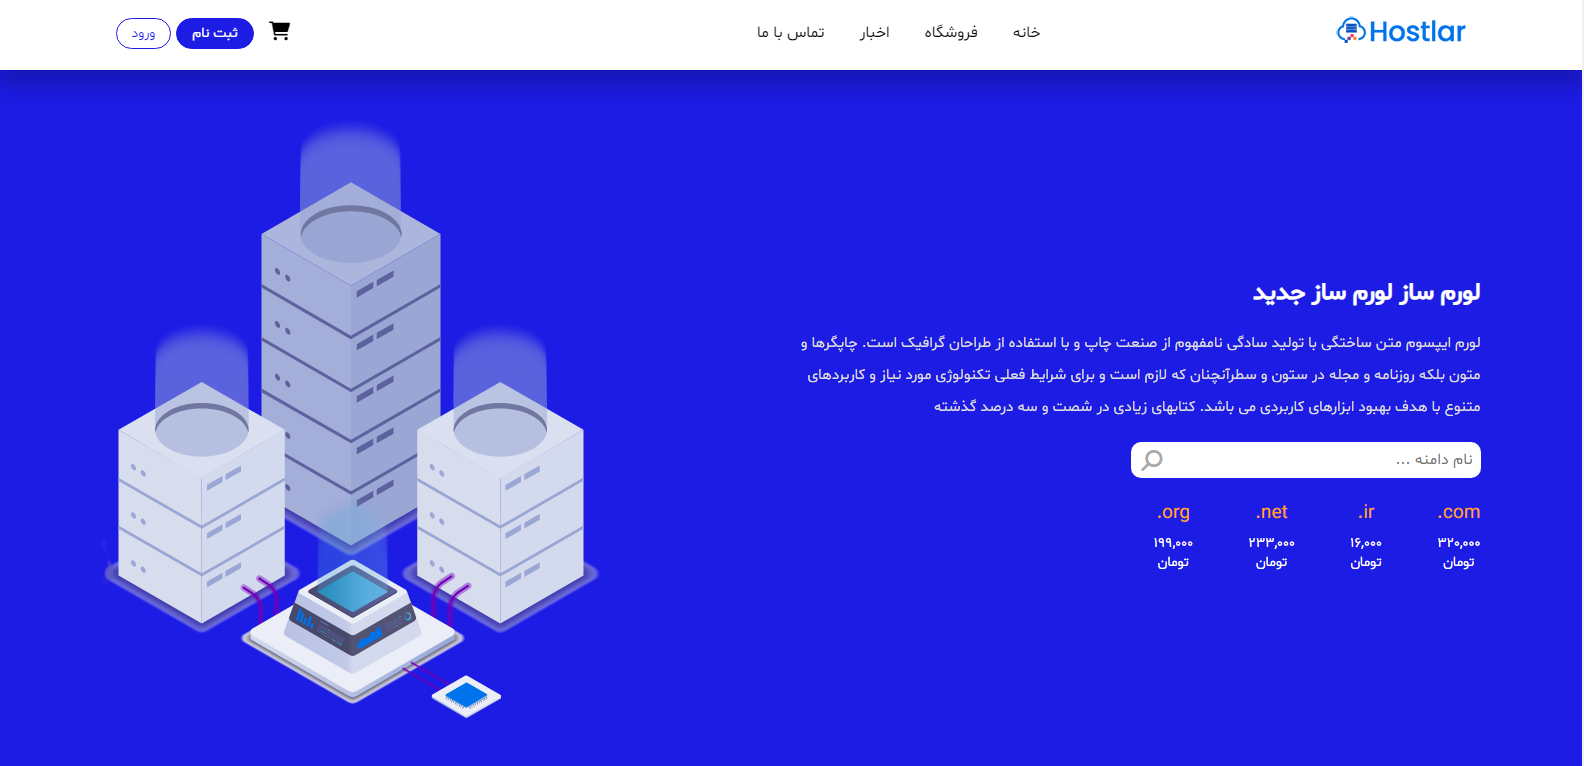 Hostlar
خانه
فروشگاه
اخبار
تماس با ما
ثبت نام
ورود
لورم ساز لورم ساز جدید
لورم ایپسوم متن ساختگی با تولید سادگی نامفهوم از صنعت چاپ و با استفاده از طراحان گرافیک است. چاپگرها و
متون بلکه روزنامه و مجله در ستون و سطرآنچنان که لازم است و برای شرایط فعلی تکنولوژی مورد نیاز و کاربردهای
متنوع با هدف بهبود ابزارهای کاربردی می باشد. کتابهای زیادی در شصت و سه درصد گذشته
نام دامنه ...
.com
۳۲۰,۰۰۰
تومان
.ir
۱۶,۰۰۰
تومان
.net
۲۳۳,۰۰۰
تومان
.org
۱۹۹,۰۰۰
تومان